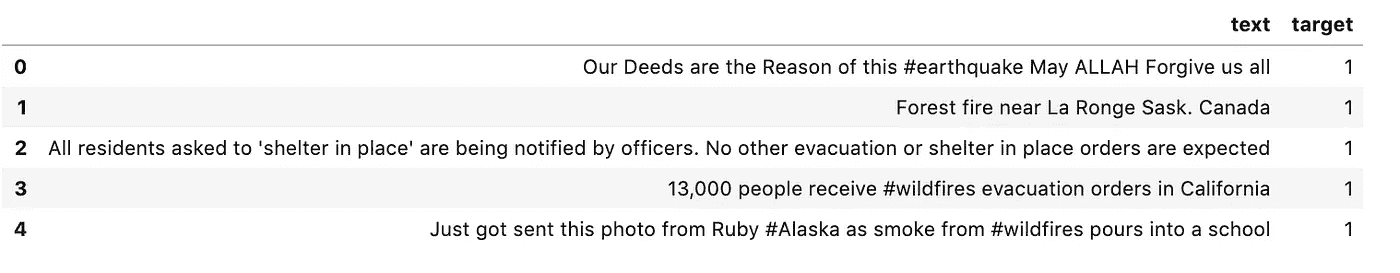 text target
0 Our Deeds are the Reason of this #earthquake May ALLAH Forgive us all 1
1 Forest fire near La Ronge Sask. Canada 1
2 All residents asked to 'shelter in place' are being notified by officers. No other evacuation or shelter in place orders are expected 1
3 13,000 people receive #wildfires evacuation orders in California 1
4 Just got sent this photo from Ruby #Alaska as smoke from #wildfires pours into a school 1